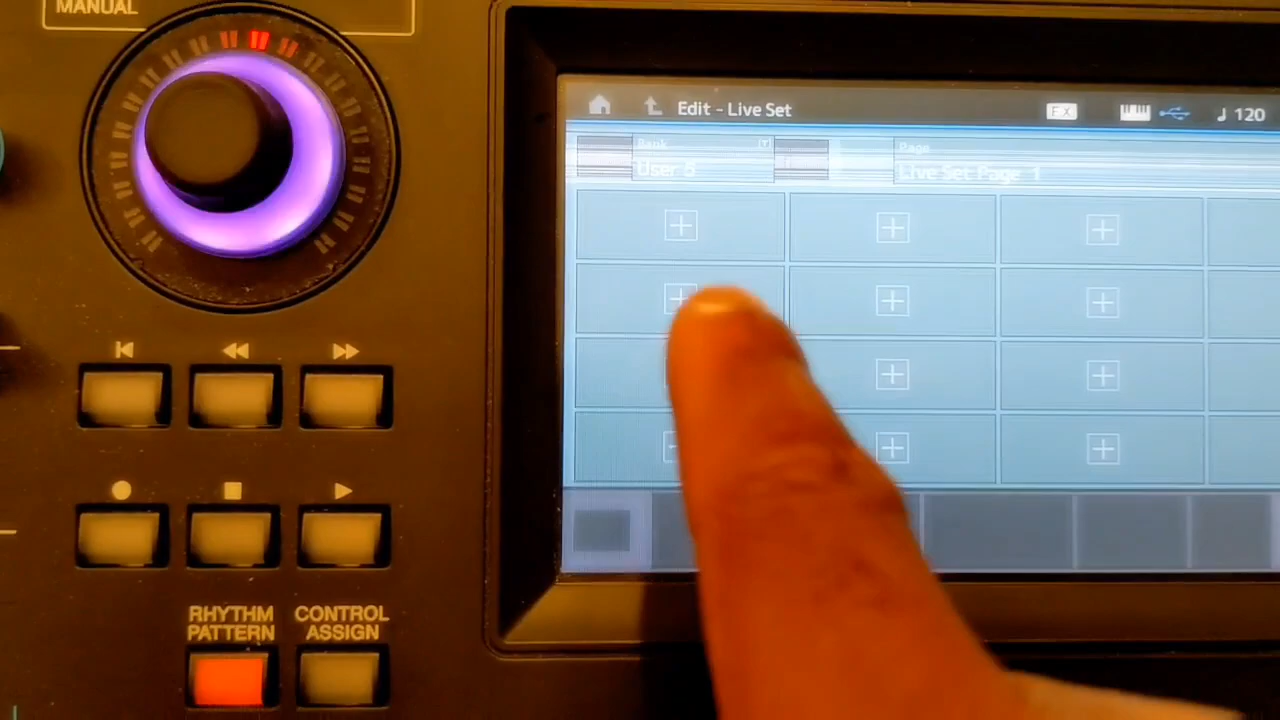 MANUAL
Edit - Live Set
FX
♩ 120
Bank
Page
User 5
Live Set Page 1
RHYTHM
PATTERN
CONTROL
ASSIGN